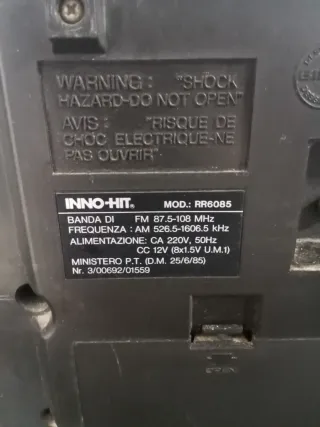 WARNING : "SHOCK
HAZARD-DO NOT OPEN"
AVIS : "RISQUE DE
CHOC ELECTRIQUE-NE
PAS OUVRIR"
INNO-HIT® MOD.: RR6085
BANDA DI FM 87.5-108 MHz
FREQUENZA : AM 526.5-1606.5 kHz
ALIMENTAZIONE: CA 220V, 50Hz
CC 12V (8x1.5V U.M.1)
MINISTERO P.T. (D.M. 25/6/85)
Nr. 3/00692/01559
OPEN